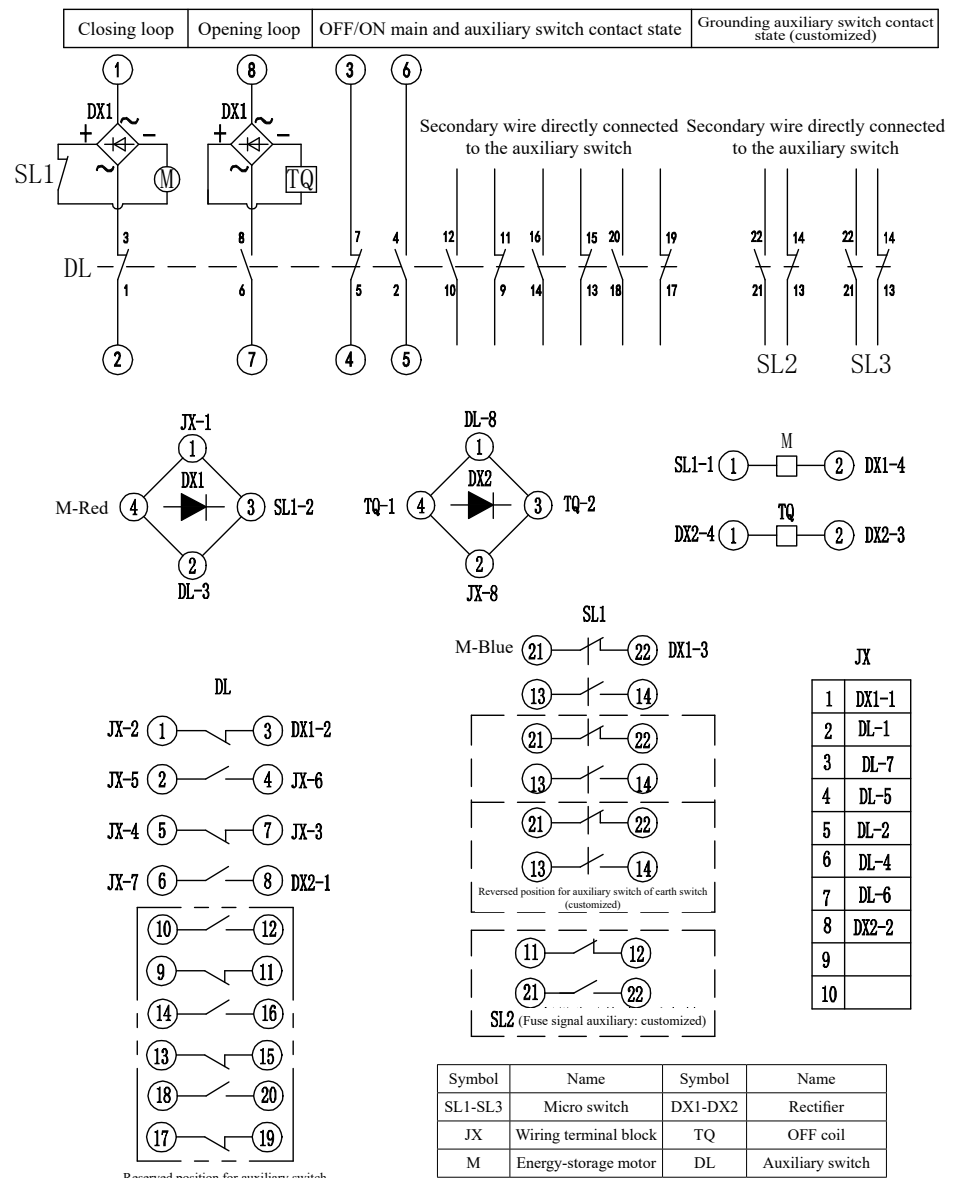 Closing loop
Opening loop
OFF/ON main and auxiliary switch contact state
Grounding auxiliary switch contact
state (customized)
1
8
3
6
DX1
~
+
-
~
SL1
M
DX1
~
+
-
~
TQ
Secondary wire directly connected
to the auxiliary switch
Secondary wire directly connected
to the auxiliary switch
3 8 7 4 12 11 16 15 20 19 22 14 22 14
DL
1 6 5 2 10 9 14 13 18 17 21 13 21 13
2
7
4
5
SL2
SL3
JX-1
1
DX1
M-Red 4
3 SL1-2
2
DL-3
DL-8
1
DX2
TQ-1 4
3 TQ-2
2
JX-8
M
SL1-1 1
2 DX1-4
TQ
DX2-4 1
2 DX2-3
SL1
M-Blue 21
22 DX1-3
13 14
21 22
13 14
21 22
13 14
Reversed position for auxiliary switch of earth switch
(customized)
11 12
21 22
SL2 (Fuse signal auxiliary: customized)
DL
JX-2 1
3 DX1-2
JX-5 2
4 JX-6
JX-4 5
7 JX-3
JX-7 6
8 DX2-1
10 12
9 11
14 16
13 15
18 20
17 19
Reserved position for auxiliary switch
JX
1 DX1-1
2 DL-1
3 DL-7
4 DL-5
5 DL-2
6 DL-4
7 DL-6
8 DX2-2
9
10
Symbol Name Symbol Name
SL1-SL3 Micro switch DX1-DX2 Rectifier
JX Wiring terminal block TQ OFF coil
M Energy-storage motor DL Auxiliary switch